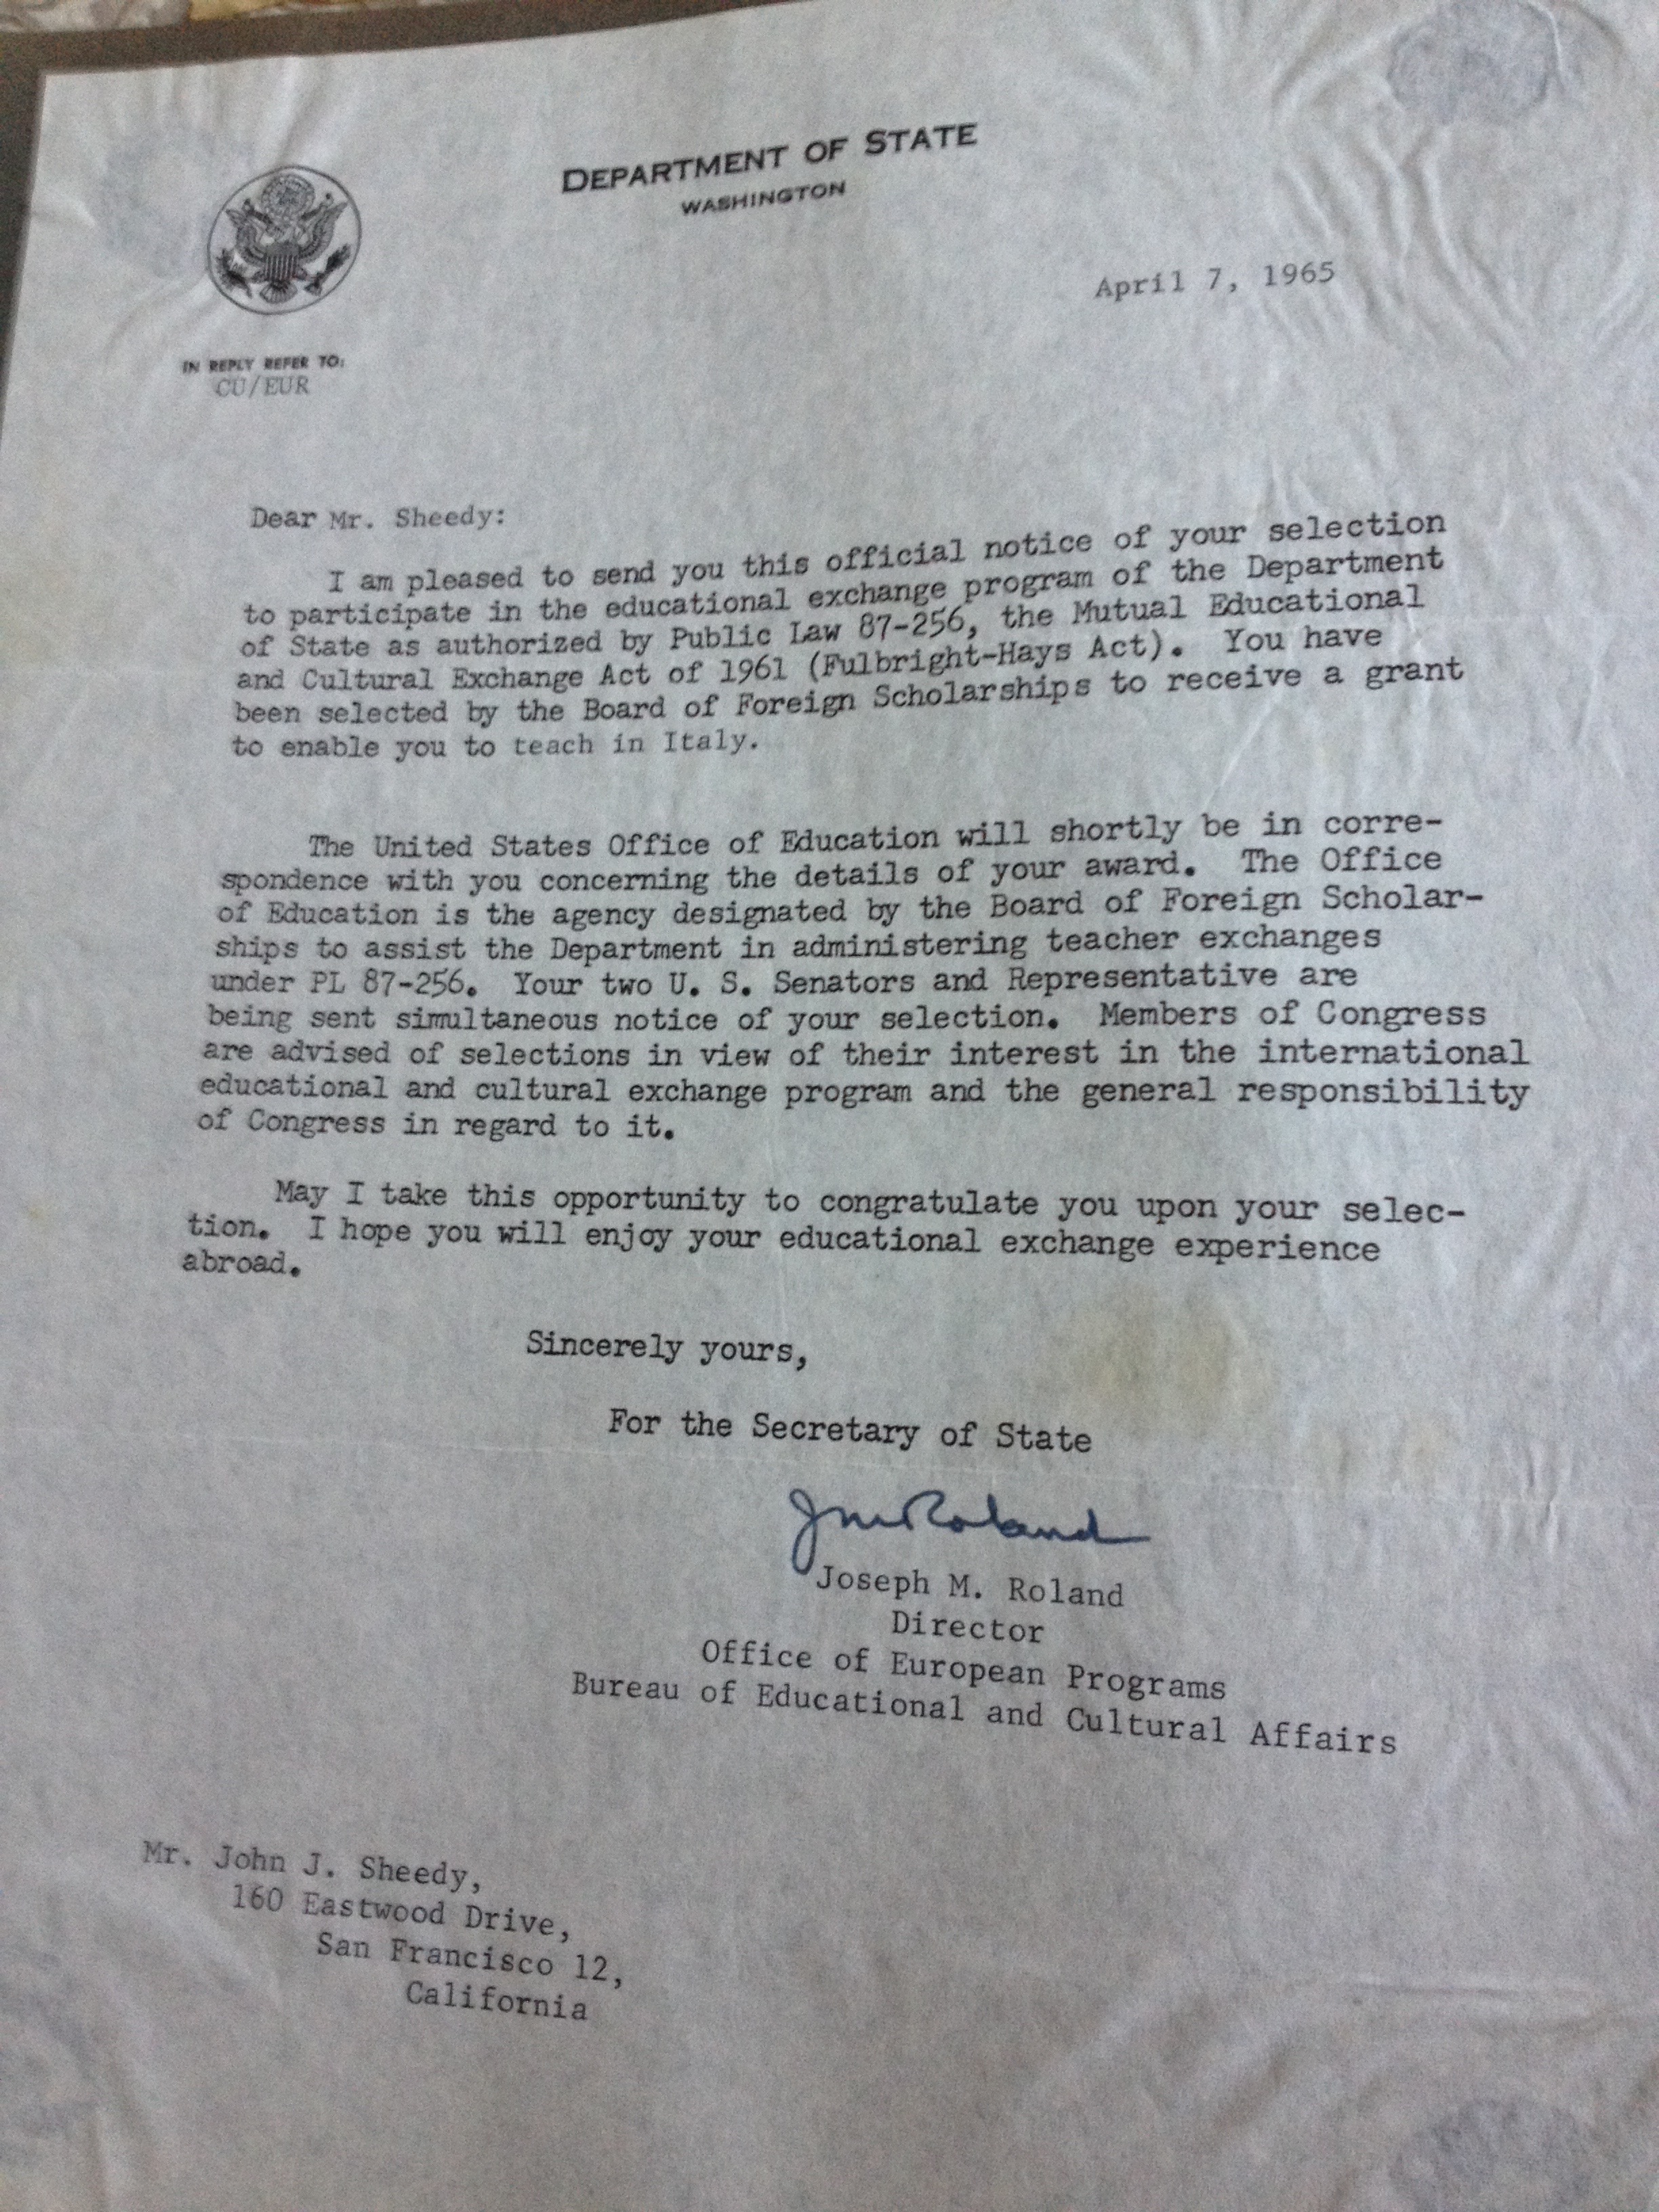 DEPARTMENT OF STATE
WASHINGTON
April 7, 1965
IN REPLY REFER TO:
CU/EUR
Dear Mr. Sheedy:
I am pleased to send you this official notice of your selection
to participate in the educational exchange program of the Department
of State as authorized by Public Law 87-256, the Mutual Educational
and Cultural Exchange Act of 1961 (Fulbright-Hays Act). You have
been selected by the Board of Foreign Scholarships to receive a grant
to enable you to teach in Italy.
The United States Office of Education will shortly be in corre-
spondence with you concerning the details of your award. The Office
of Education is the agency designated by the Board of Foreign Scholar-
ships to assist the Department in administering teacher exchanges
under PL 87-256. Your two U. S. Senators and Representative are
being sent simultaneous notice of your selection. Members of Congress
are advised of selections in view of their interest in the international
educational and cultural exchange program and the general responsibility
of Congress in regard to it.
May I take this opportunity to congratulate you upon your selec-
tion. I hope you will enjoy your educational exchange experience
abroad.
Sincerely yours,
For the Secretary of State
JMRoland
Joseph M. Roland
Director
Office of European Programs
Bureau of Educational and Cultural Affairs
Mr. John J. Sheedy,
160 Eastwood Drive,
San Francisco 12,
California